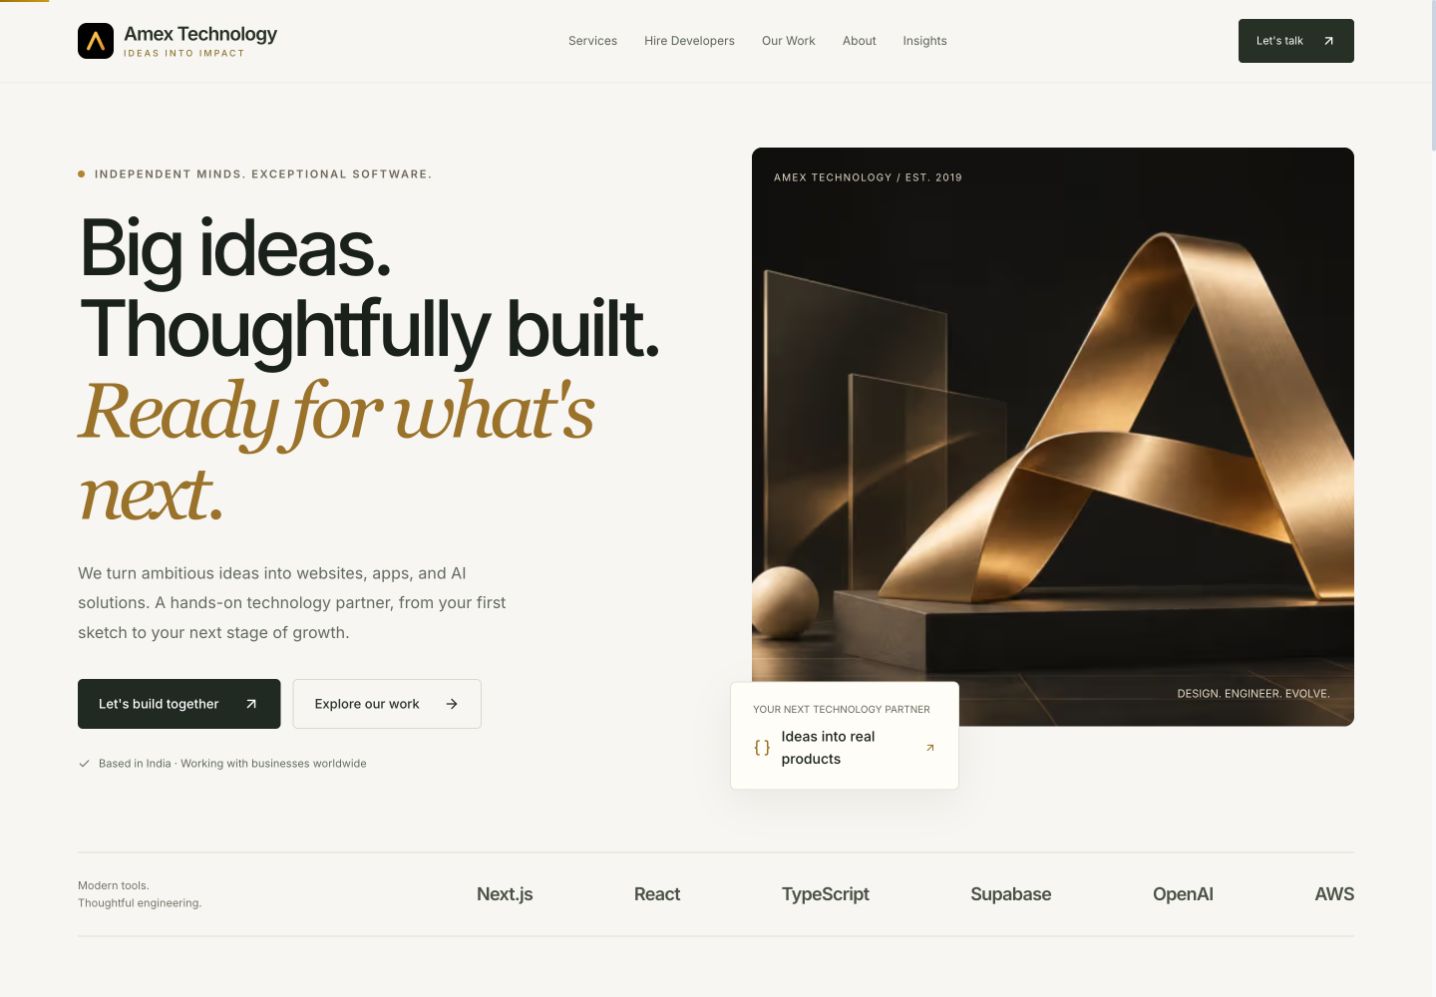 Amex Technology
IDEAS INTO IMPACT
Services
Hire Developers
Our Work
About
Insights
Let's talk
INDEPENDENT MINDS. EXCEPTIONAL SOFTWARE.
Big ideas.
Thoughtfully built.
Ready for what's
next.
We turn ambitious ideas into websites, apps, and AI
solutions. A hands-on technology partner, from your first
sketch to your next stage of growth.
Let's build together
Explore our work
Based in India · Working with businesses worldwide
AMEX TECHNOLOGY / EST. 2019
DESIGN. ENGINEER. EVOLVE.
YOUR NEXT TECHNOLOGY PARTNER
{ } Ideas into real
products
Modern tools.
Thoughtful engineering.
Next.js
React
TypeScript
Supabase
OpenAI
AWS